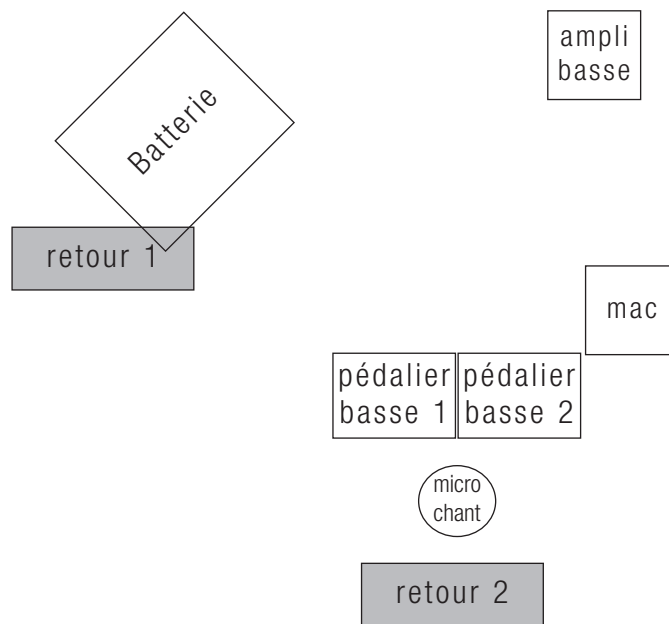 ampli
basse
Batterie
retour 1
mac
pédalier
basse 1
pédalier
basse 2
micro
chant
retour 2